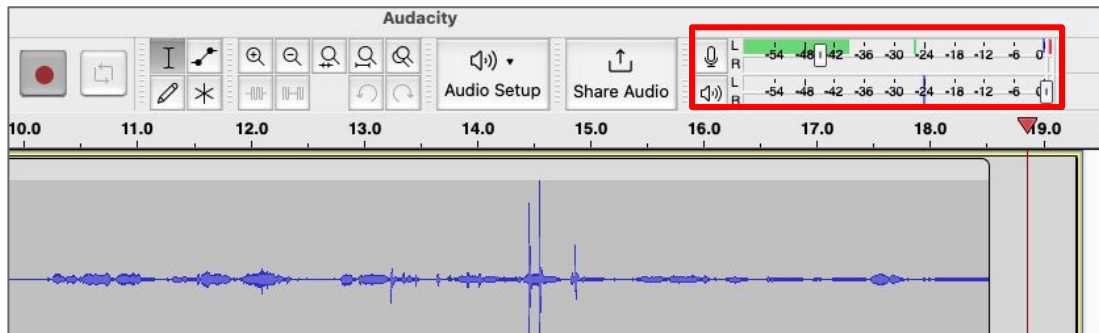 Audacity
L
R
-54 -48 -42 -36 -30 -24 -18 -12 -6 0
Audio Setup
Share Audio
L
R
-54 -48 -42 -36 -30 -24 -18 -12 -6
10.0 11.0 12.0 13.0 14.0 15.0 16.0 17.0 18.0 19.0